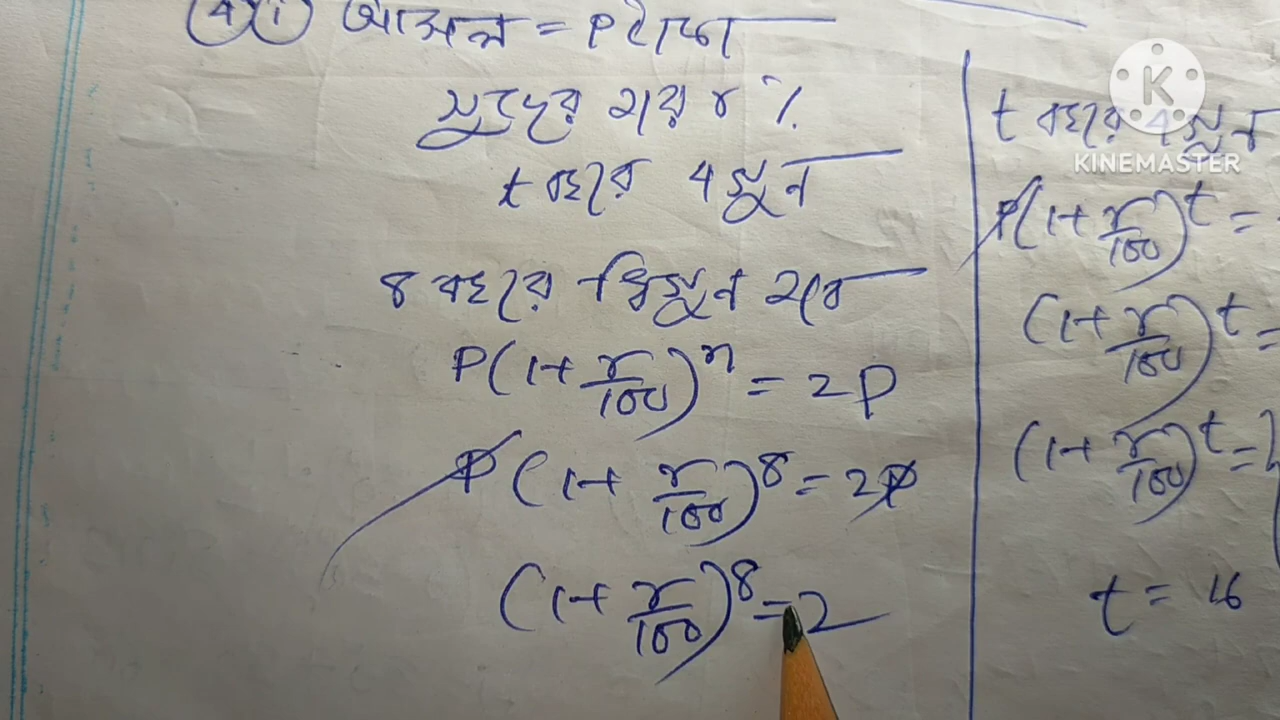 (4) (i) আসল = P টাকা
সুদের হার r %
t বছরে 4 গুন
8 বছরে দ্বিগুন হবে
P(1+r/100)^n = 2P
P(1+r/100)^8 = 2P
(1+r/100)^8 = 2
t বছরে 4 গুন
P(1+r/100)^t =
(1+r/100)^t =
(1+r/100)^t =
t = 16
KINEMASTER